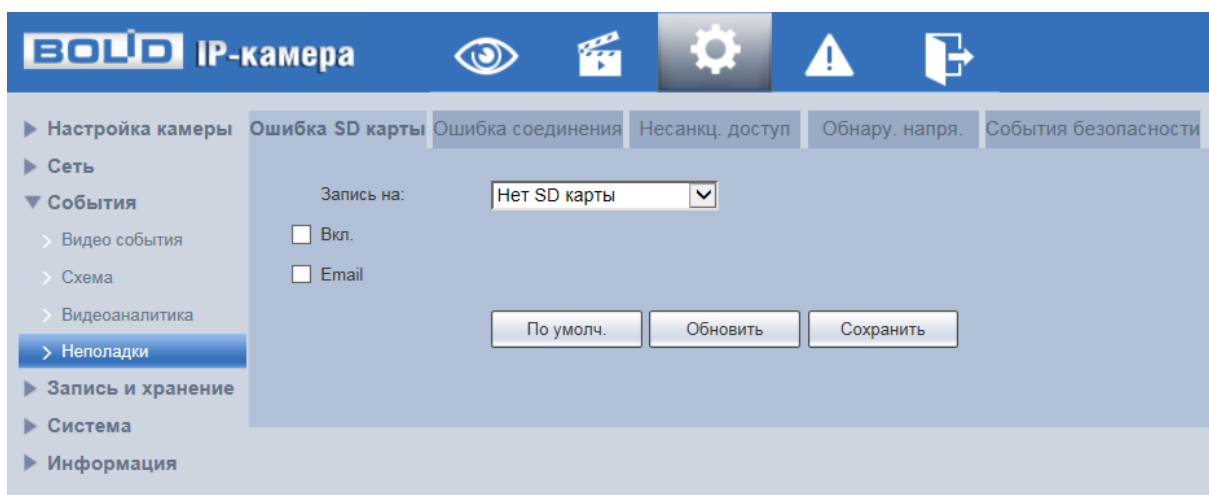 BOLID IP-камера
Настройка камеры
Сеть
События
Видео события
Схема
Видеоаналитика
Неполадки
Запись и хранение
Система
Информация
Ошибка SD карты Ошибка соединения Несанкц. доступ Обнару. напря. События безопасности
Запись на: Нет SD карты
Вкл.
Email
По умолч. Обновить Сохранить